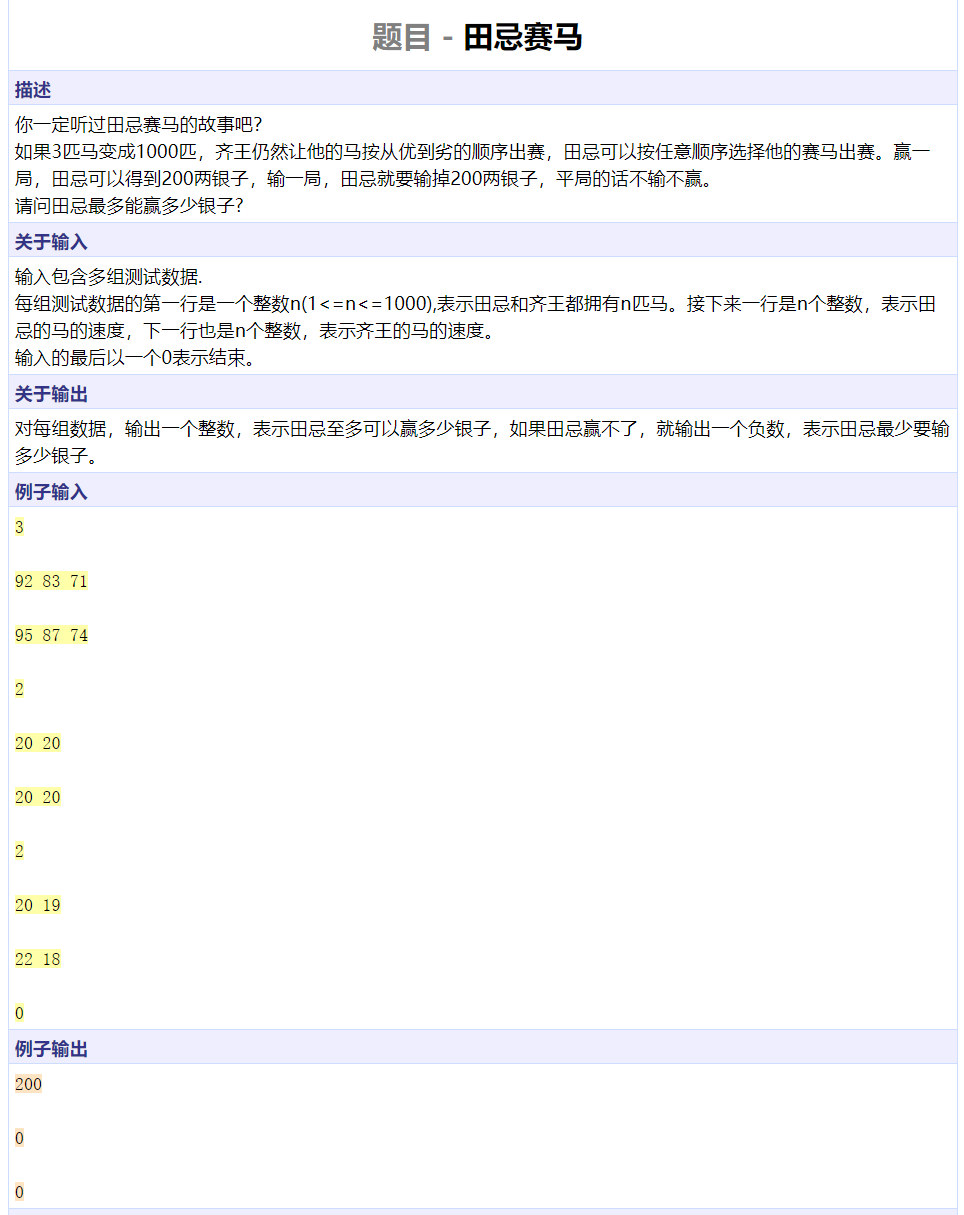 题目 - 田忌赛马
描述
你一定听过田忌赛马的故事吧?
如果3匹马变成1000匹，齐王仍然让他的马按从优到劣的顺序出赛，田忌可以按任意顺序选择他的赛马出赛。赢一
局，田忌可以得到200两银子，输一局，田忌就要输掉200两银子，平局的话不输不赢。
请问田忌最多能赢多少银子?
关于输入
输入包含多组测试数据.
每组测试数据的第一行是一个整数n(1<=n<=1000),表示田忌和齐王都拥有n匹马。接下来一行是n个整数，表示田
忌的马的速度，下一行也是n个整数，表示齐王的马的速度。
输入的最后以一个0表示结束。
关于输出
对每组数据，输出一个整数，表示田忌至多可以赢多少银子，如果田忌赢不了，就输出一个负数，表示田忌最少要输
多少银子。
例子输入
3
92 83 71
95 87 74
2
20 20
20 20
2
20 19
22 18
0
例子输出
200
0
0